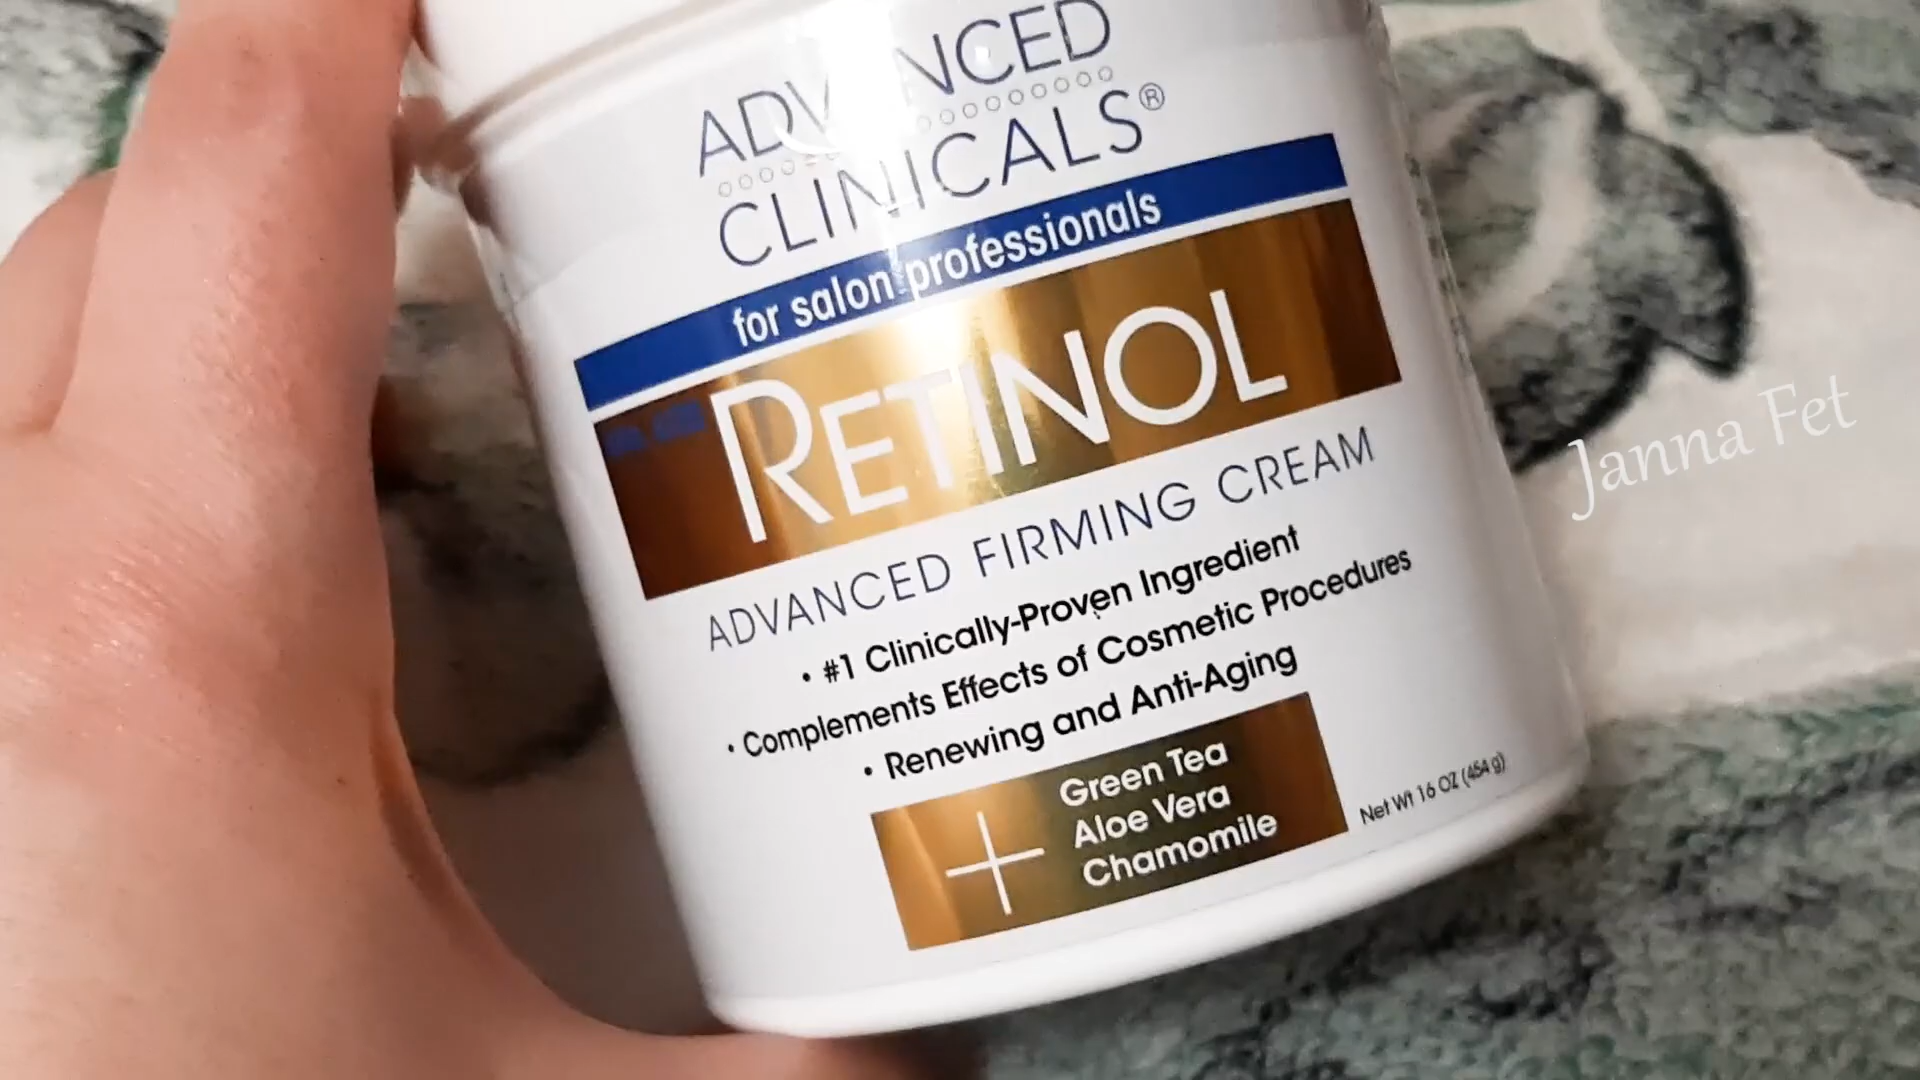 ADVANCED
CLINICALS®
for salon professionals
RETINOL
ADVANCED FIRMING CREAM
• #1 Clinically-Proven Ingredient
• Complements Effects of Cosmetic Procedures
• Renewing and Anti-Aging
+ Green Tea
Aloe Vera
Chamomile
Net Wt 16 OZ (454 g)
Janna Fet